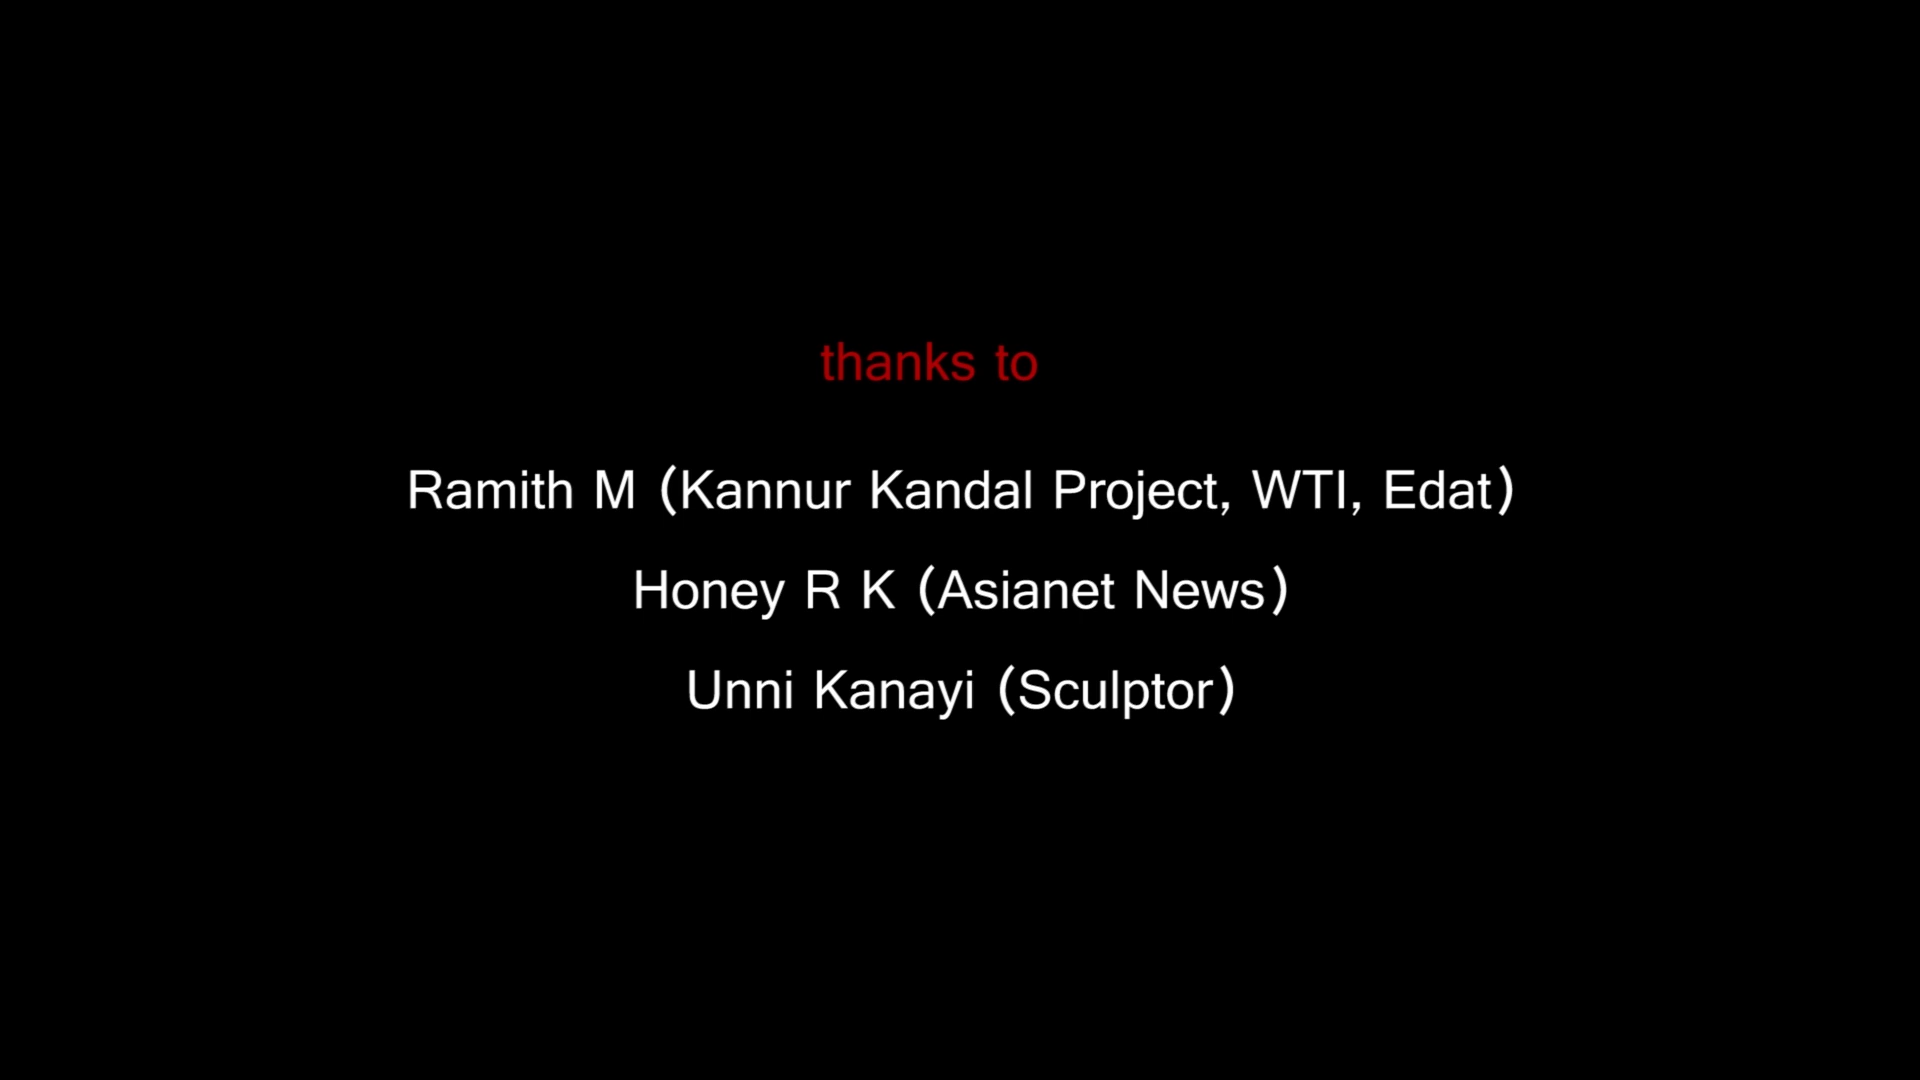 thanks to
Ramith M (Kannur Kandal Project, WTI, Edat)
Honey R K (Asianet News)
Unni Kanayi (Sculptor)